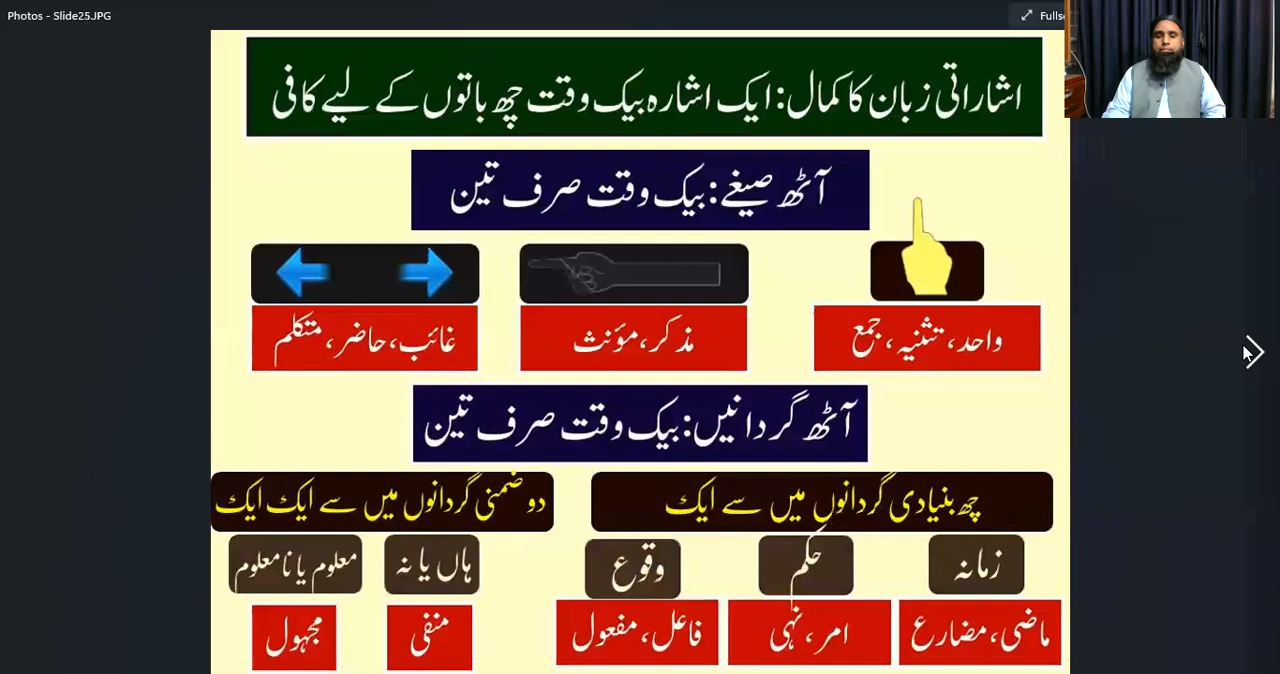 Photos - Slide25.JPG
Fulls
اشاراتی زبان کا کمال: ایک اشارہ بیک وقت چھ باتوں کے لیے کافی
آٹھ صیغے: بیک وقت صرف تین
واحد، تثنیہ، جمع
مذکر، مؤنث
غائب، حاضر، متکلم
آٹھ گردانیں: بیک وقت صرف تین
چھ بنیادی گردانوں میں سے ایک
دو ضمنی گردانوں میں سے ایک ایک
زمانہ
حکم
وقوع
ہاں یا نہ
معلوم یا نا معلوم
ماضی، مضارع
امر، نہی
فاعل، مفعول
منفی
مجہول